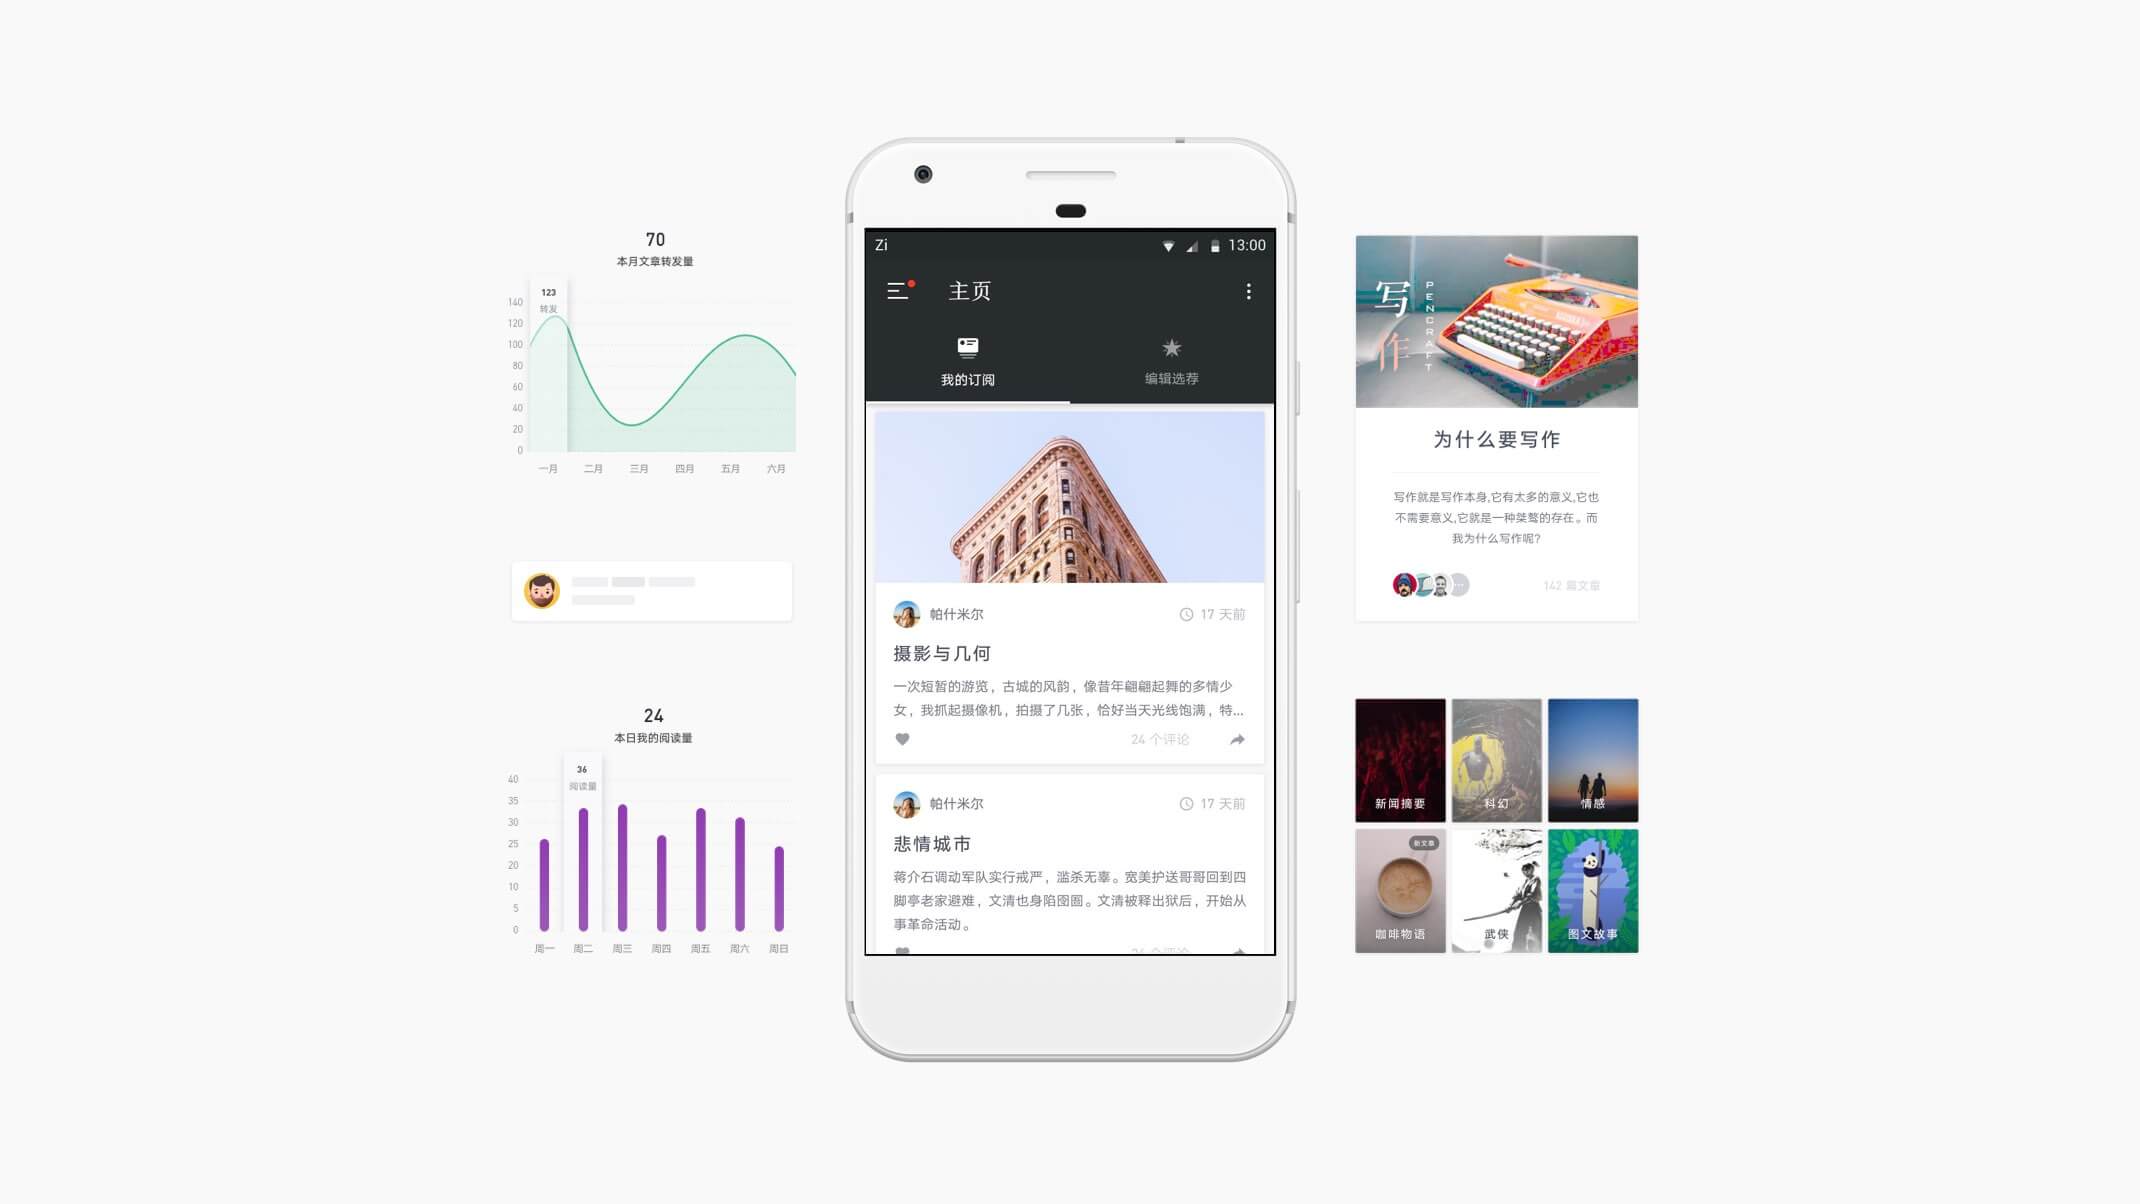 70
本月文章转发量
123
转发
140
120
100
80
60
40
20
0
一月 二月 三月 四月 五月 六月
24
本日我的阅读量
36
阅读量
40
35
30
25
20
10
5
0
周一 周二 周三 周四 周五 周六 周日
Zi 13:00
主页
我的订阅 编辑选荐
帕什米尔 17 天前
摄影与几何
一次短暂的游览，古城的风韵，像昔年翩翩起舞的多情少
女，我抓起摄像机，拍摄了几张，恰好当天光线饱满，特...
24 个评论
帕什米尔 17 天前
悲情城市
蒋介石调动军队实行戒严，滥杀无辜。宽美护送哥哥回到四
脚亭老家避难，文清也身陷囹圄。文清被释出狱后，开始从
事革命活动。
24 个评论
写作
PENCRAFT
为什么要写作
写作就是写作本身,它有太多的意义,它也
不需要意义,它就是一种桀骜的存在。而
我为什么写作呢?
142 篇文章
新闻摘要 科幻 情感
新文章
咖啡物语 武侠 图文故事